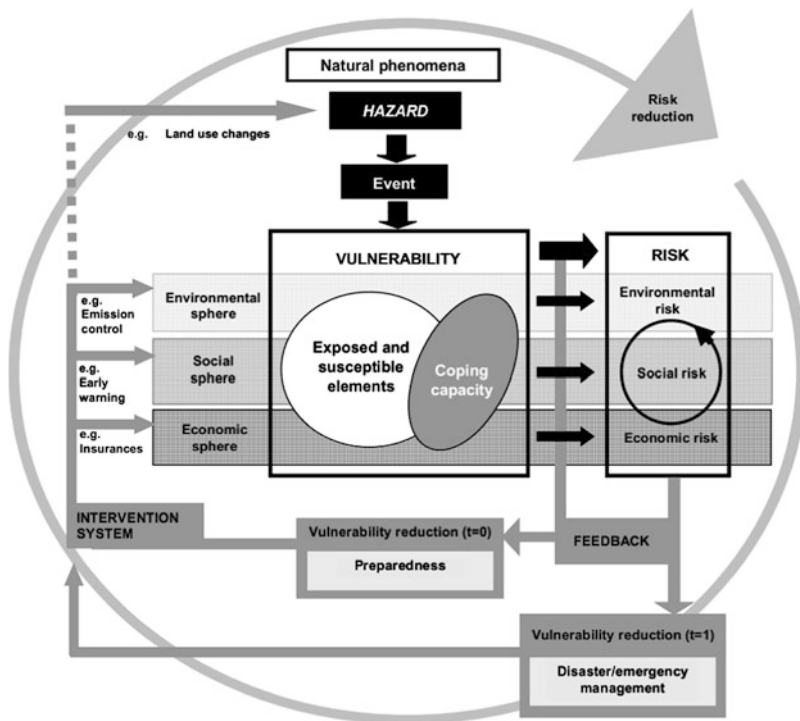 Natural phenomena
HAZARD
Risk
reduction
e.g. Land use changes
Event
VULNERABILITY
RISK
e.g.
Emission
control
Environmental
sphere
Environmental
risk
Exposed and
susceptible
elements
Coping
capacity
Social
sphere
Social risk
e.g.
Early
warning
e.g.
Insurances
Economic
sphere
Economic risk
INTERVENTION
SYSTEM
Vulnerability reduction (t=0)
Preparedness
FEEDBACK
Vulnerability reduction (t=1)
Disaster/emergency
management